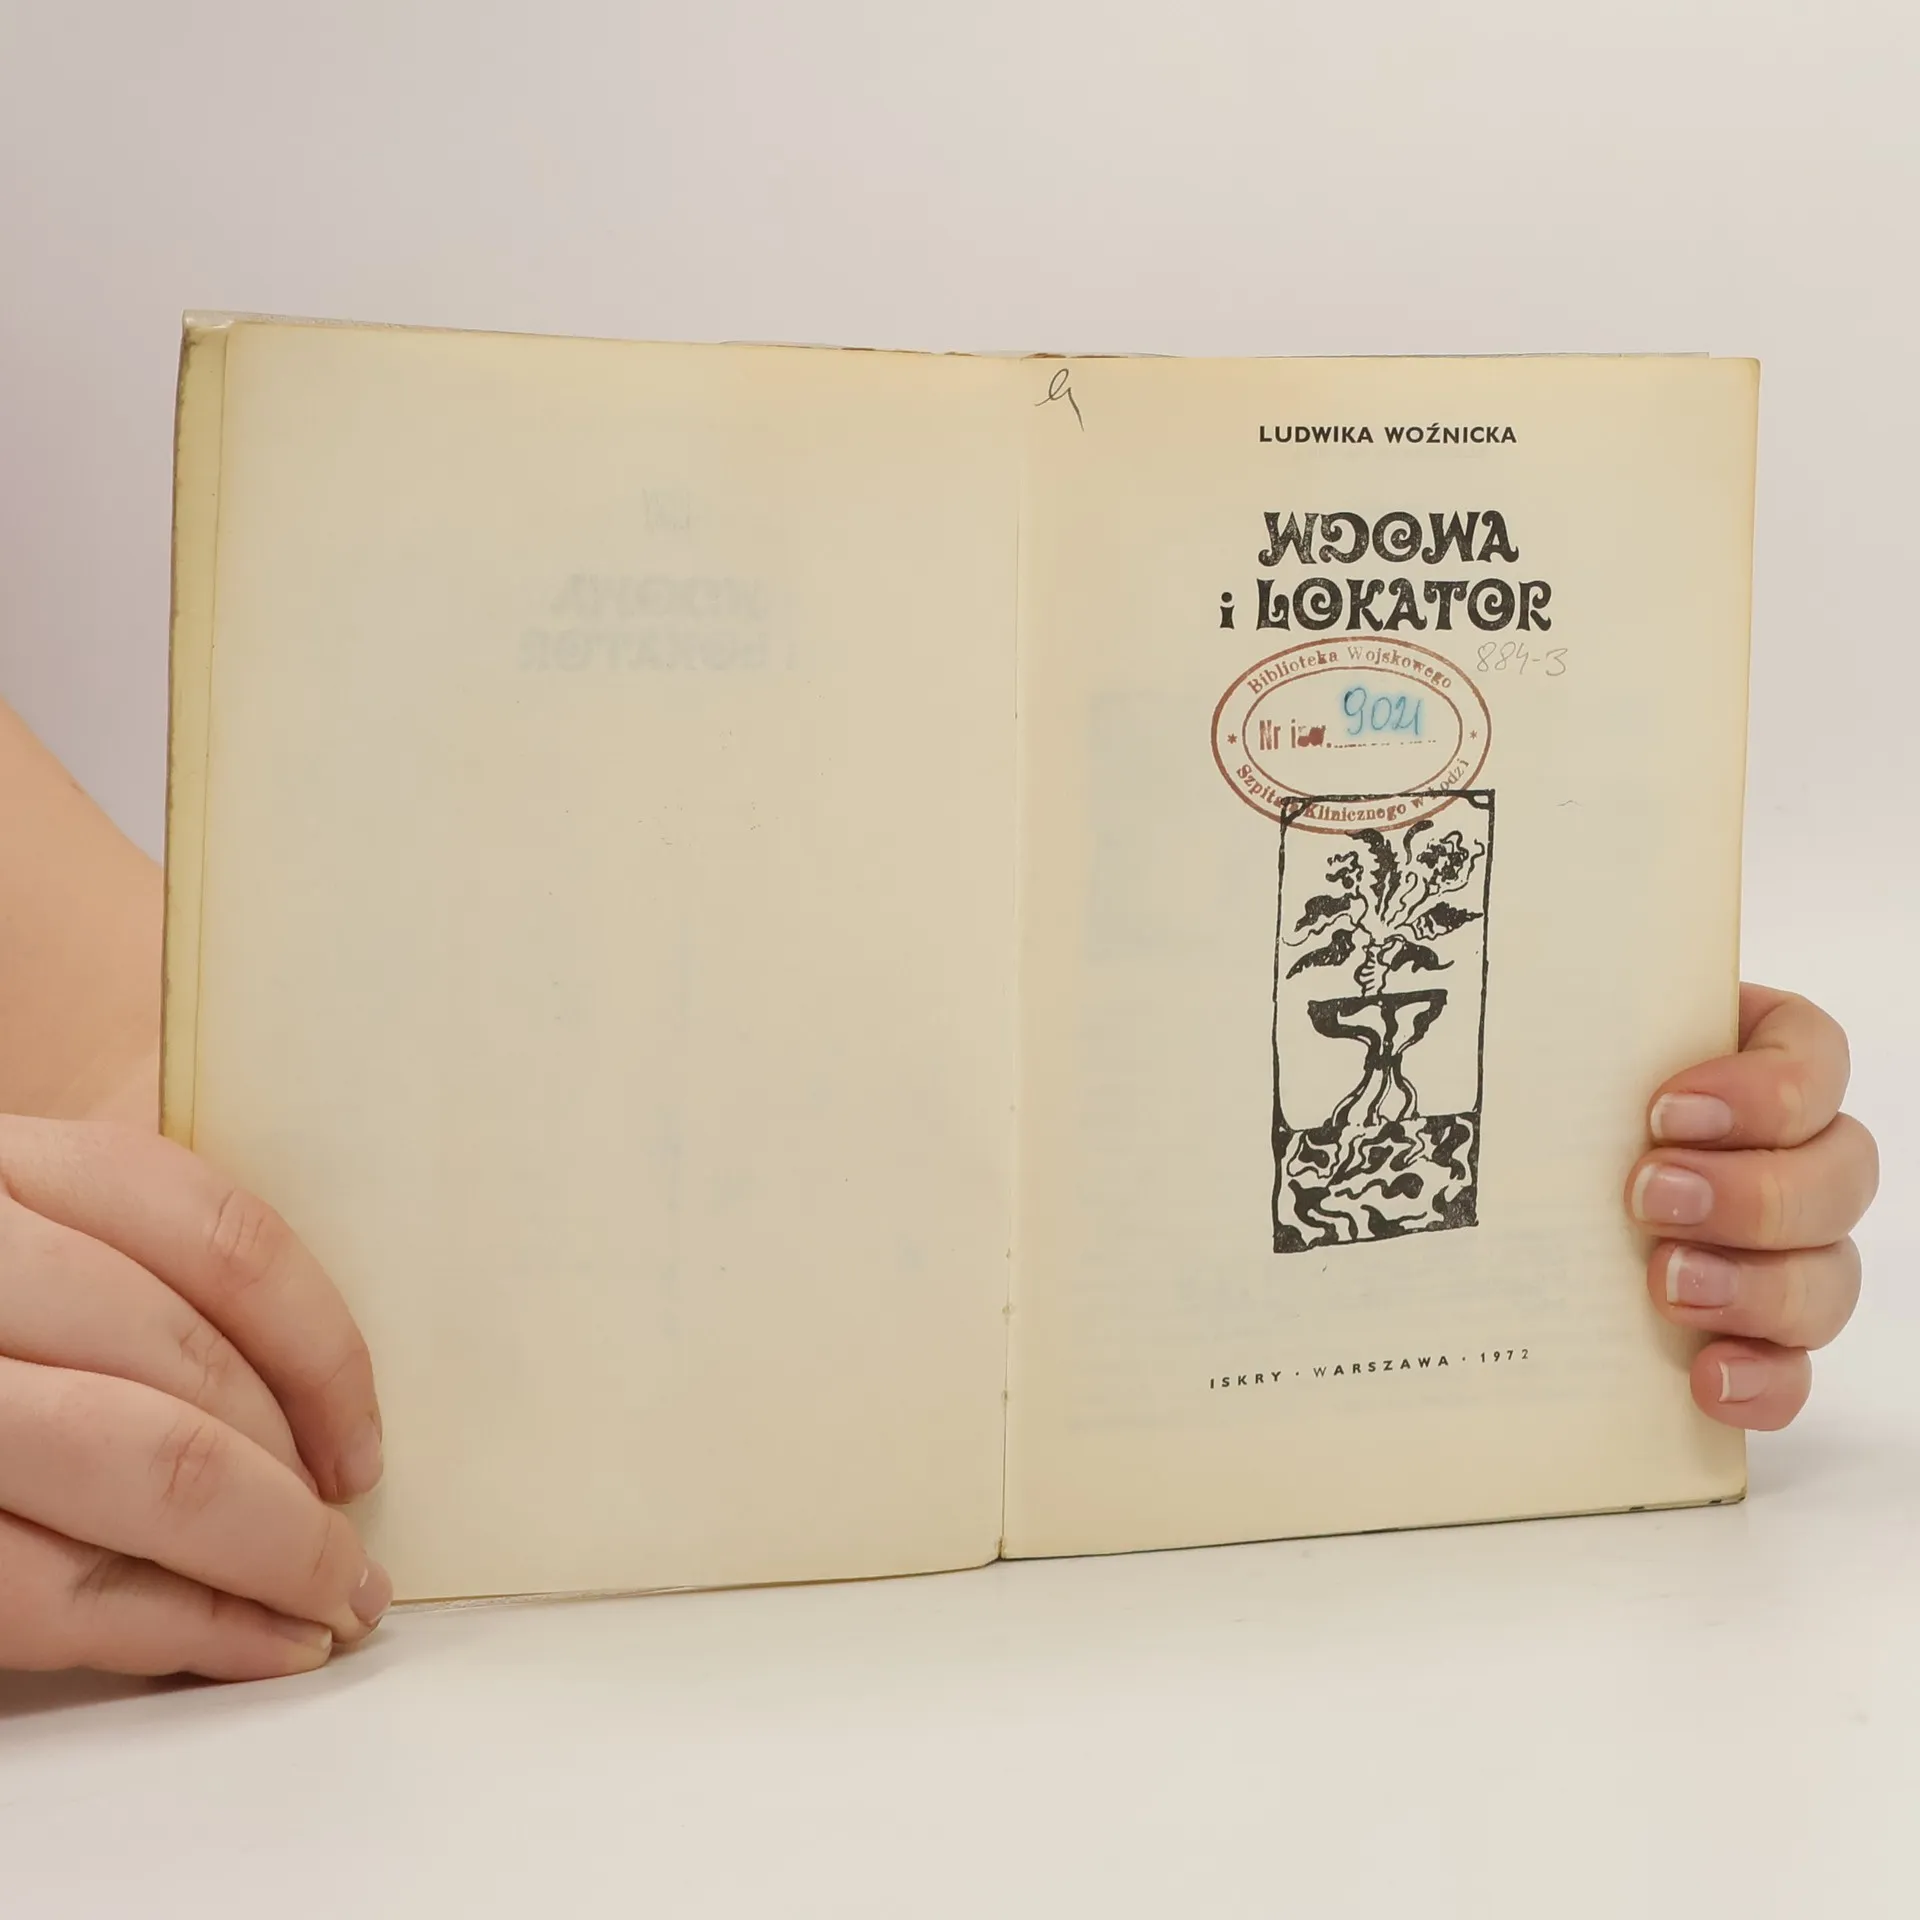 LUDWIKA WOŹNICKA
WDOWA
i LOKATOR
884-3
Biblioteka Wojskowego
Nr inw. 9021
Szpitala Klinicznego w Łodzi
ISKRY · WARSZAWA · 1972